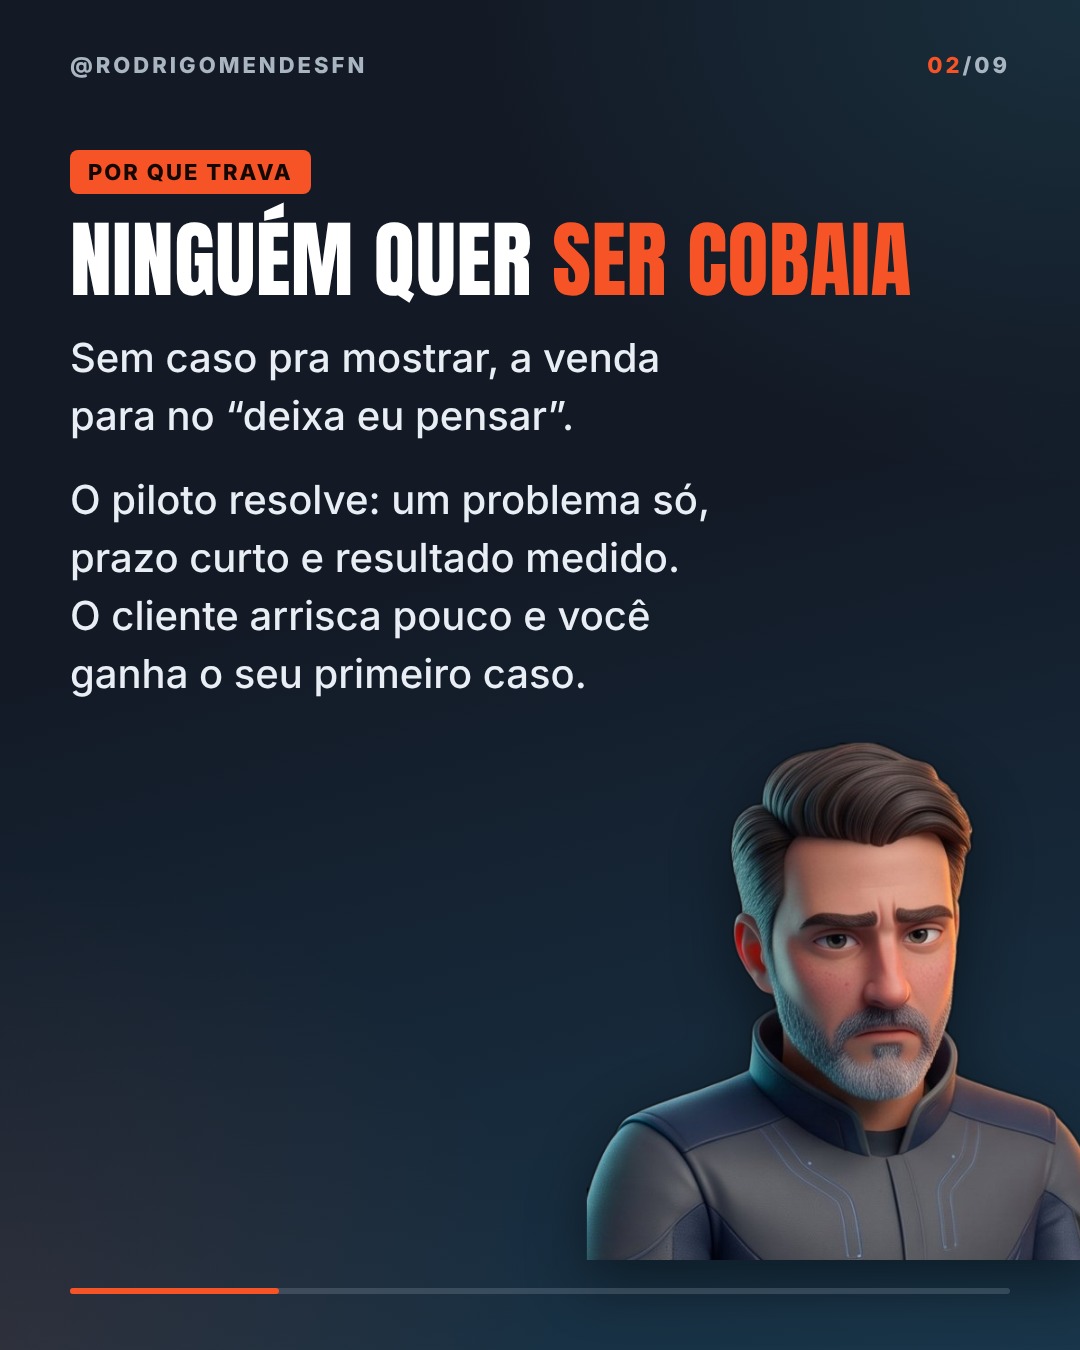 @RODRIGOMENDESFN
02/09
POR QUE TRAVA
NINGUÉM QUER SER COBAIA
Sem caso pra mostrar, a venda
para no “deixa eu pensar”.
O piloto resolve: um problema só,
prazo curto e resultado medido.
O cliente arrisca pouco e você
ganha o seu primeiro caso.